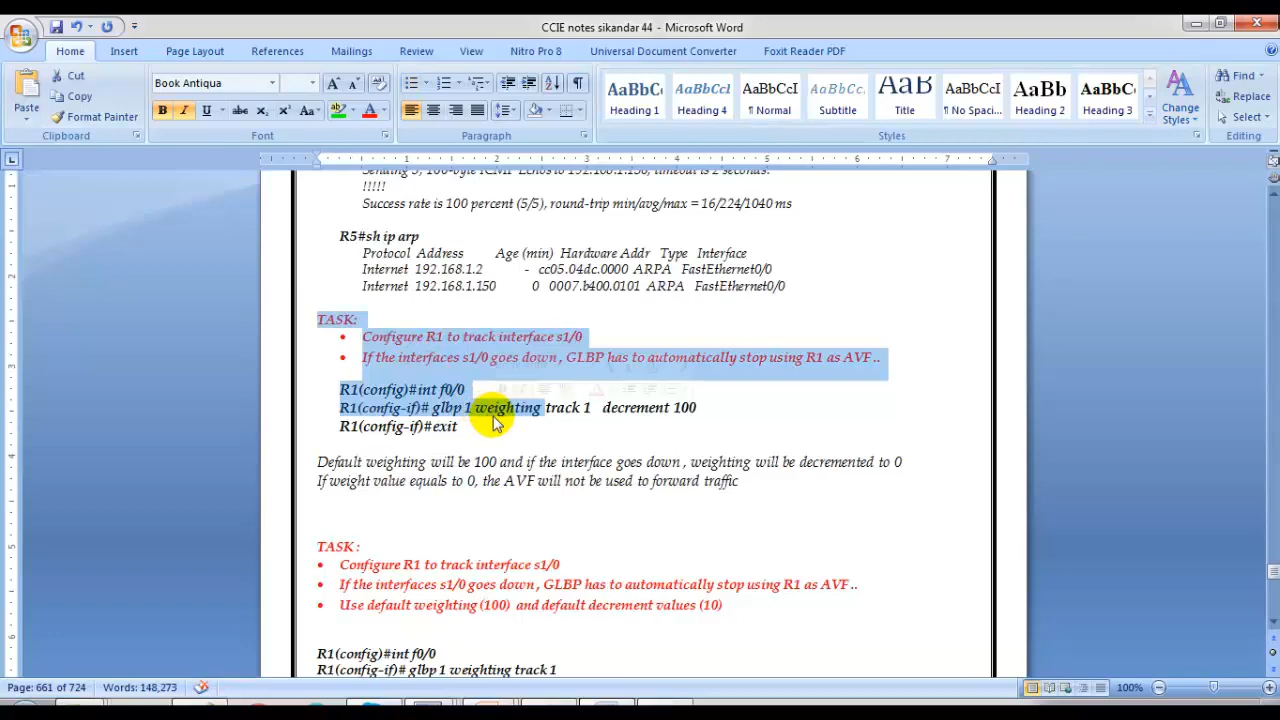 CCIE notes sikandar 44 - Microsoft Word
Home Insert Page Layout References Mailings Review View Nitro Pro 8 Universal Document Converter Foxit Reader PDF
Paste
Cut
Copy
Format Painter
Clipboard
Book Antiqua
Font
Paragraph
AaBbCcI AaBbCcI AaBbCcI AaBbCcI AaB AaBbCcI AaBb AaBbCc
Heading 1 Heading 4 ¶ Normal Subtitle Title ¶ No Spaci... Heading 2 Heading 3
Change Styles
Styles
Find
Replace
Select
Editing
Sending 5, 100-byte ICMP Echos to 192.168.1.150, timeout is 2 seconds:
!!!!!
Success rate is 100 percent (5/5), round-trip min/avg/max = 16/224/1040 ms
R5#sh ip arp
Protocol Address Age (min) Hardware Addr Type Interface
Internet 192.168.1.2 - cc05.04dc.0000 ARPA FastEthernet0/0
Internet 192.168.1.150 0 0007.b400.0101 ARPA FastEthernet0/0
TASK:
• Configure R1 to track interface s1/0
• If the interfaces s1/0 goes down , GLBP has to automatically stop using R1 as AVF ..
R1(config)#int f0/0
R1(config-if)# glbp 1 weighting track 1 decrement 100
R1(config-if)#exit
Default weighting will be 100 and if the interface goes down , weighting will be decremented to 0
If weight value equals to 0, the AVF will not be used to forward traffic
TASK :
• Configure R1 to track interface s1/0
• If the interfaces s1/0 goes down , GLBP has to automatically stop using R1 as AVF ..
• Use default weighting (100) and default decrement values (10)
R1(config)#int f0/0
R1(config-if)# glbp 1 weighting track 1
Page: 661 of 724 Words: 148,273 100%